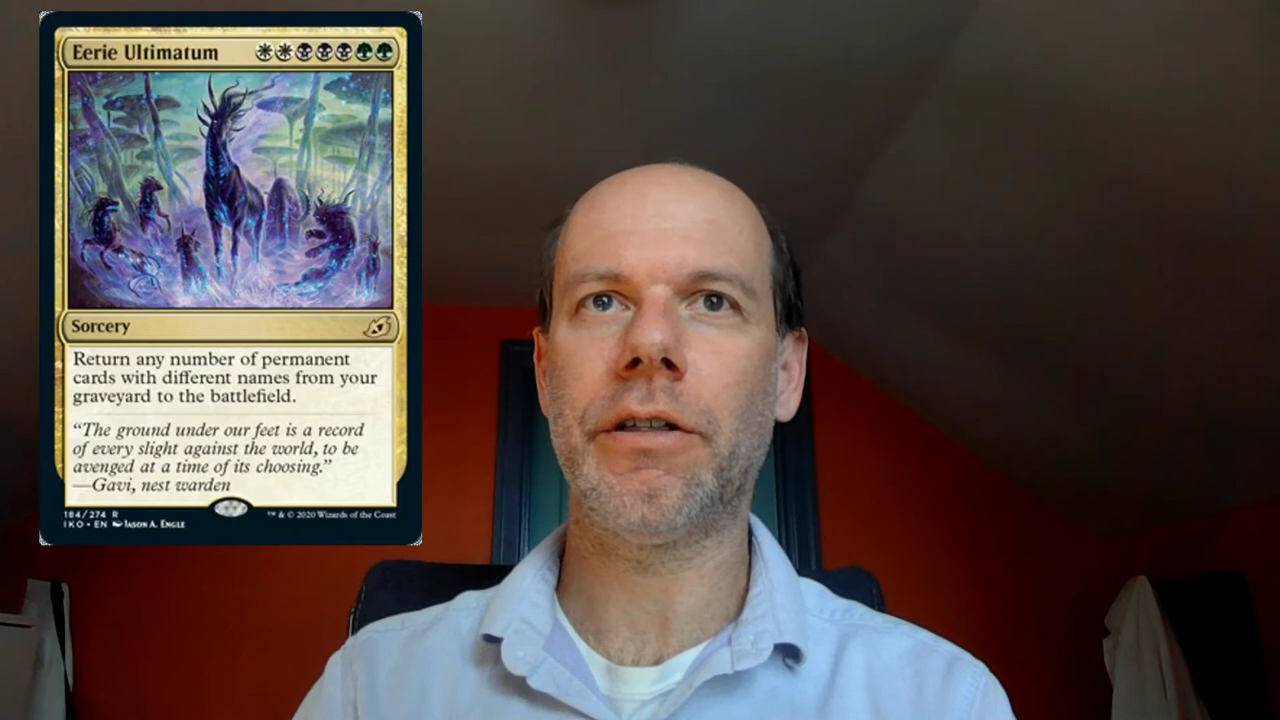 Eerie Ultimatum
Sorcery
Return any number of permanent
cards with different names from your
graveyard to the battlefield.
“The ground under our feet is a record
of every slight against the world, to be
avenged at a time of its choosing.”
—Gavi, nest warden
184/274 R
IKO • EN Jason A. Engle
™ & © 2020 Wizards of the Coast